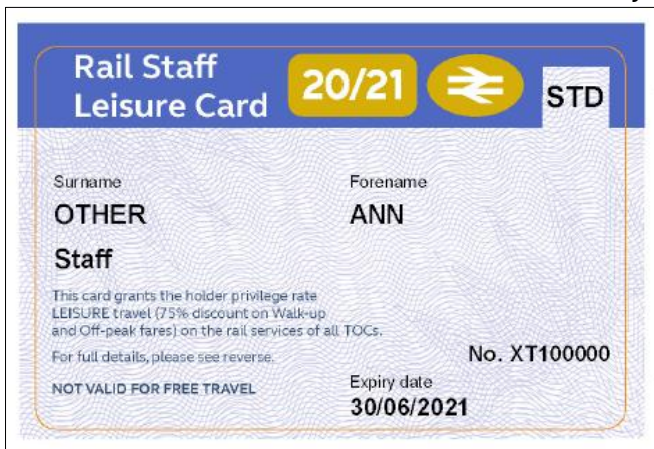 Rail Staff
Leisure Card
20/21
STD
Surname
Forename
OTHER
ANN
Staff
This card grants the holder privilege rate
LEISURE travel (75% discount on Walk-up
and Off-peak fares) on the rail services of all TOCs.
For full details, please see reverse.
No. XT100000
NOT VALID FOR FREE TRAVEL
Expiry date
30/06/2021